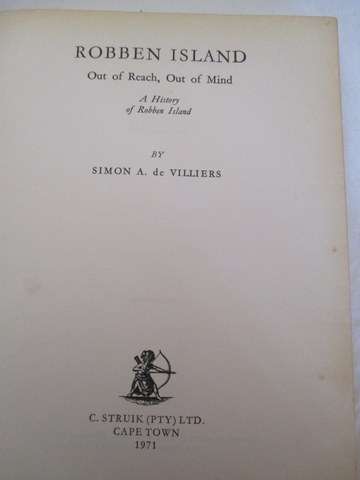 ROBBEN ISLAND
Out of Reach, Out of Mind
A History
of Robben Island
BY
SIMON A. de VILLIERS
C. STRUIK (PTY) LTD.
CAPE TOWN
1971